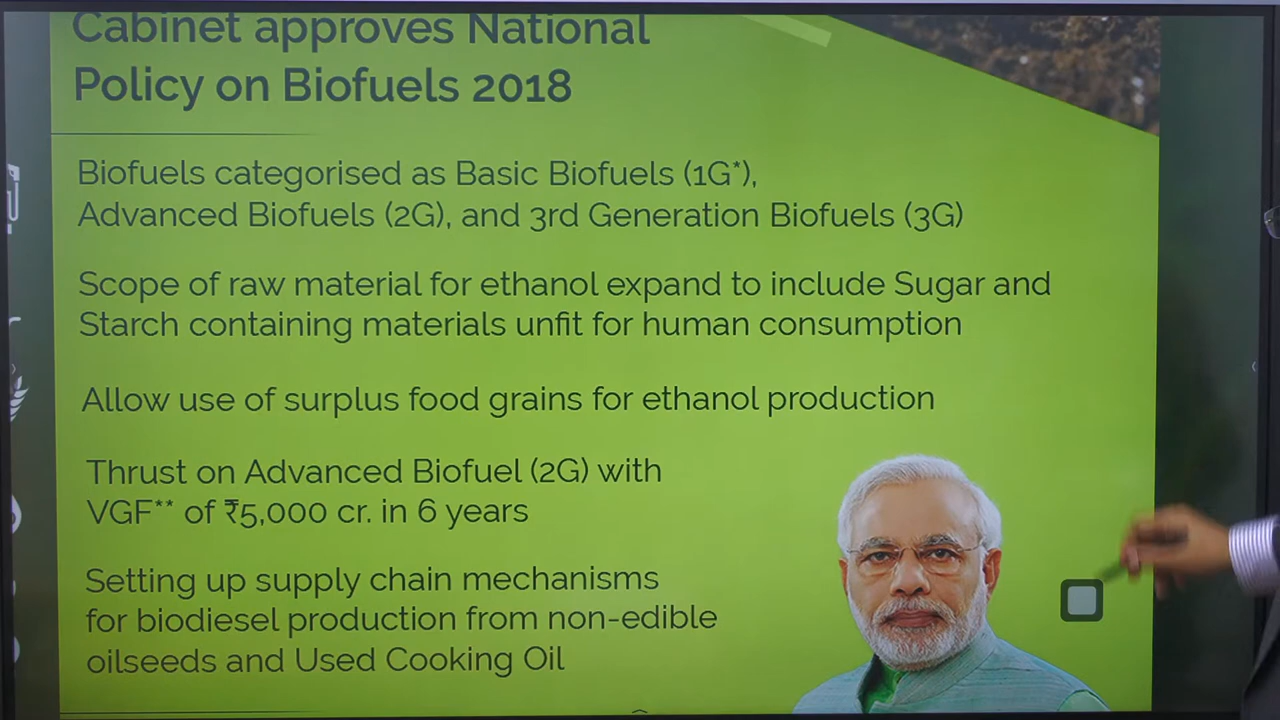 Cabinet approves National
Policy on Biofuels 2018
Biofuels categorised as Basic Biofuels (1G*),
Advanced Biofuels (2G), and 3rd Generation Biofuels (3G)
Scope of raw material for ethanol expand to include Sugar and
Starch containing materials unfit for human consumption
Allow use of surplus food grains for ethanol production
Thrust on Advanced Biofuel (2G) with
VGF** of ₹5,000 cr. in 6 years
Setting up supply chain mechanisms
for biodiesel production from non-edible
oilseeds and Used Cooking Oil